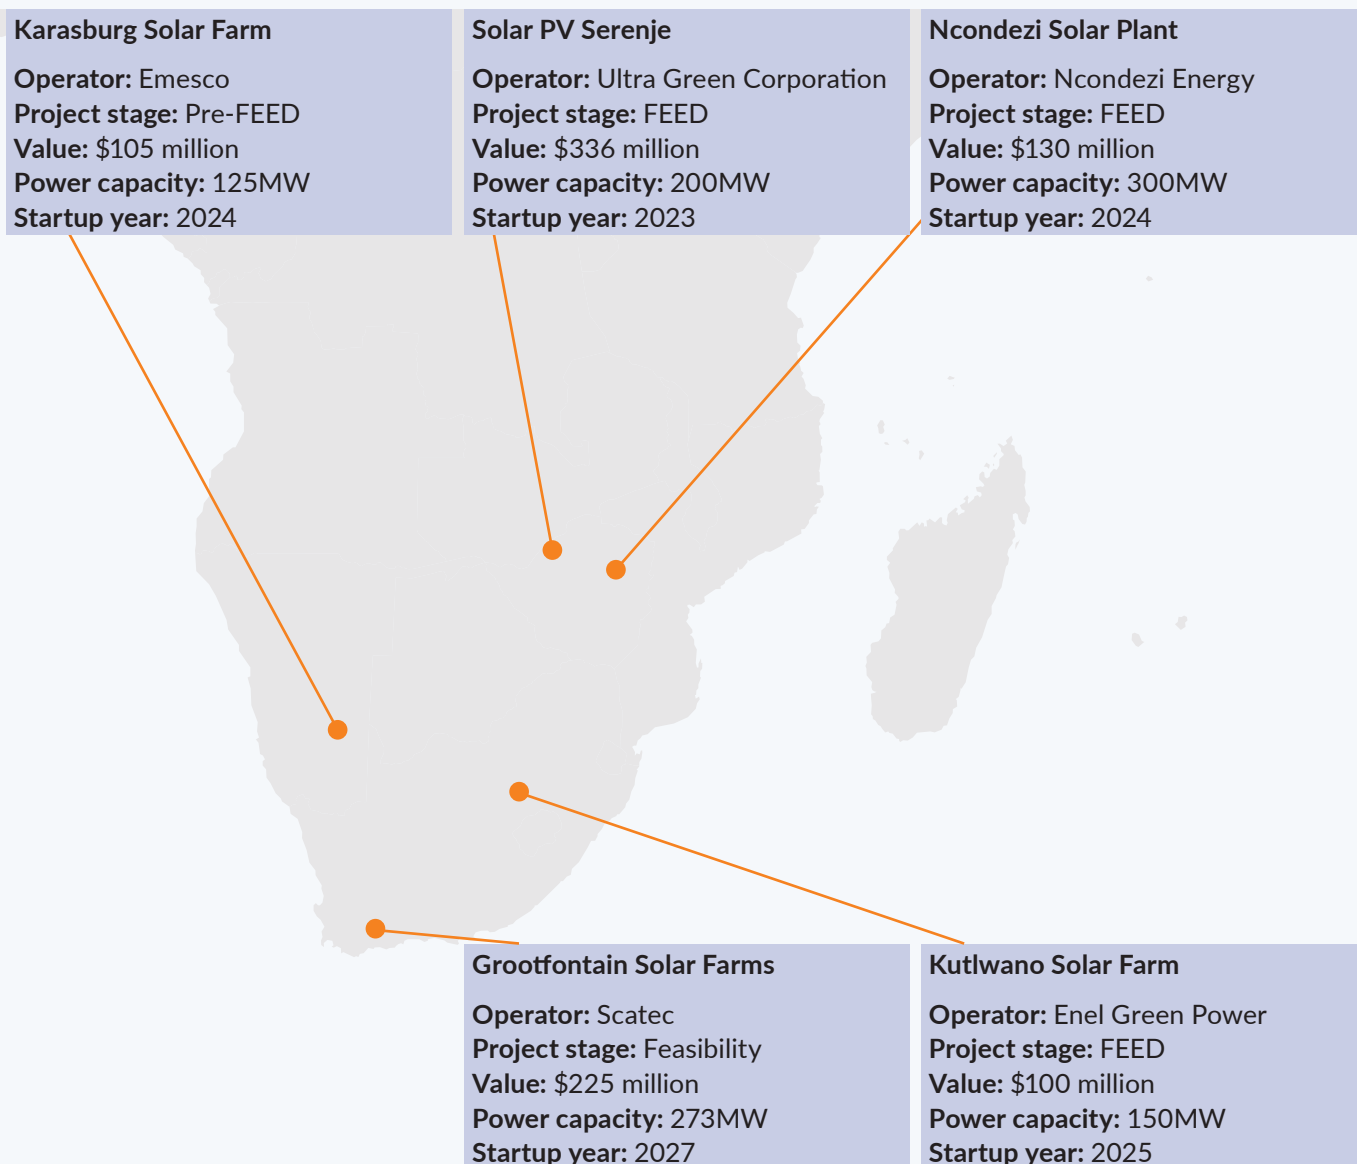 Karasburg Solar Farm
Operator: Emesco
Project stage: Pre-FEED
Value: $105 million
Power capacity: 125MW
Startup year: 2024
Solar PV Serenje
Operator: Ultra Green Corporation
Project stage: FEED
Value: $336 million
Power capacity: 200MW
Startup year: 2023
Ncondezi Solar Plant
Operator: Ncondezi Energy
Project stage: FEED
Value: $130 million
Power capacity: 300MW
Startup year: 2024
Grootfontain Solar Farms
Operator: Scatec
Project stage: Feasibility
Value: $225 million
Power capacity: 273MW
Startup year: 2027
Kutlwano Solar Farm
Operator: Enel Green Power
Project stage: FEED
Value: $100 million
Power capacity: 150MW
Startup year: 2025